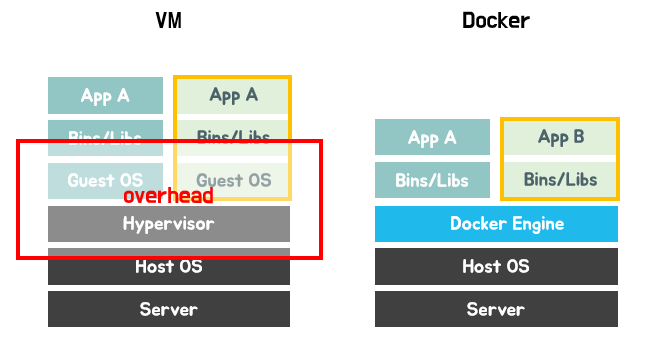 VM
Docker
App A
App A
Bins/Libs
Bins/Libs
Guest OS
Guest OS
overhead
Hypervisor
Host OS
Server
App A
App B
Bins/Libs
Bins/Libs
Docker Engine
Host OS
Server